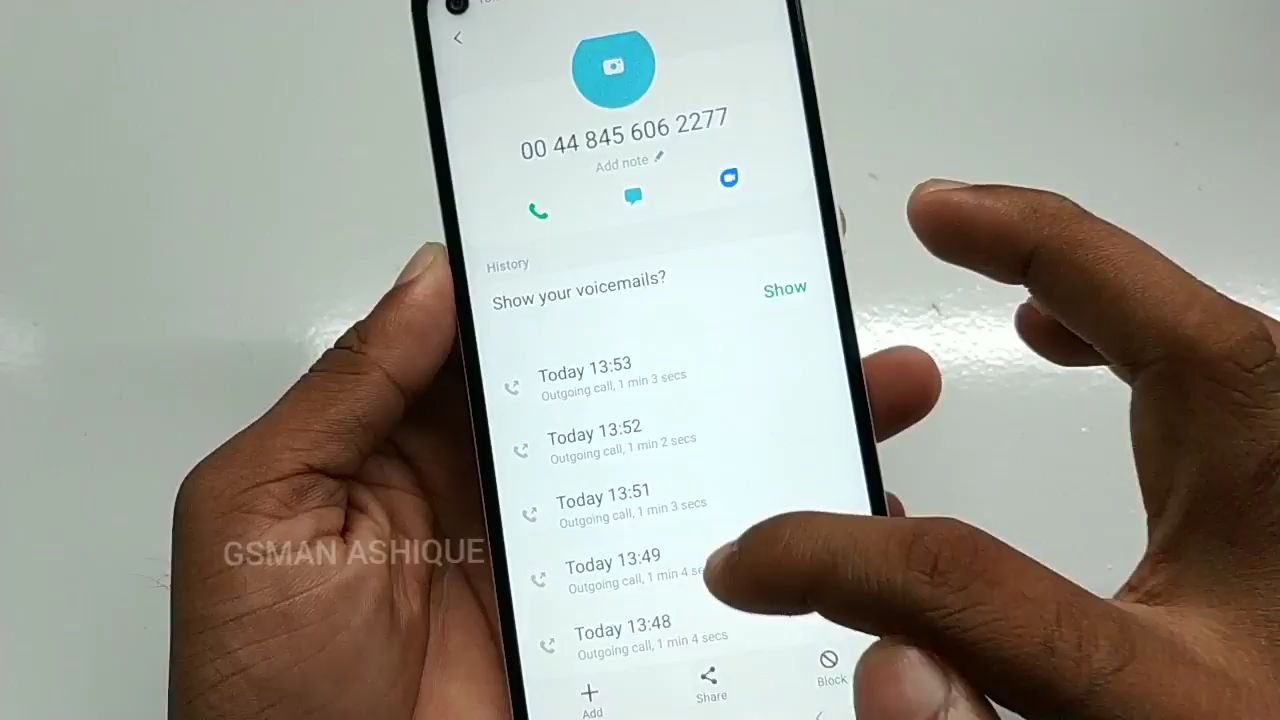 00 44 845 606 2277
Add note
History
Show your voicemails?
Show
Today 13:53
Outgoing call, 1 min 3 secs
Today 13:52
Outgoing call, 1 min 2 secs
Today 13:51
Outgoing call, 1 min 3 secs
Today 13:49
Outgoing call, 1 min 4
Today 13:48
Outgoing call, 1 min 4 secs
Add
Share
Block
GSMAN ASHIQUE